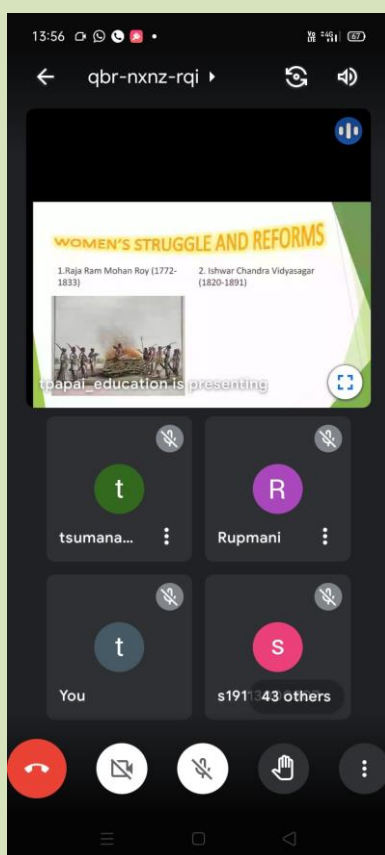 13:56
67
qbr-nxnz-rqi
WOMEN'S STRUGGLE AND REFORMS
1.Raja Ram Mohan Roy (1772-
1833)
2. Ishwar Chandra Vidyasagar
(1820-1891)
tpapai_education is presenting
t
tsumana...
R
Rupmani
t
You
s
43 others